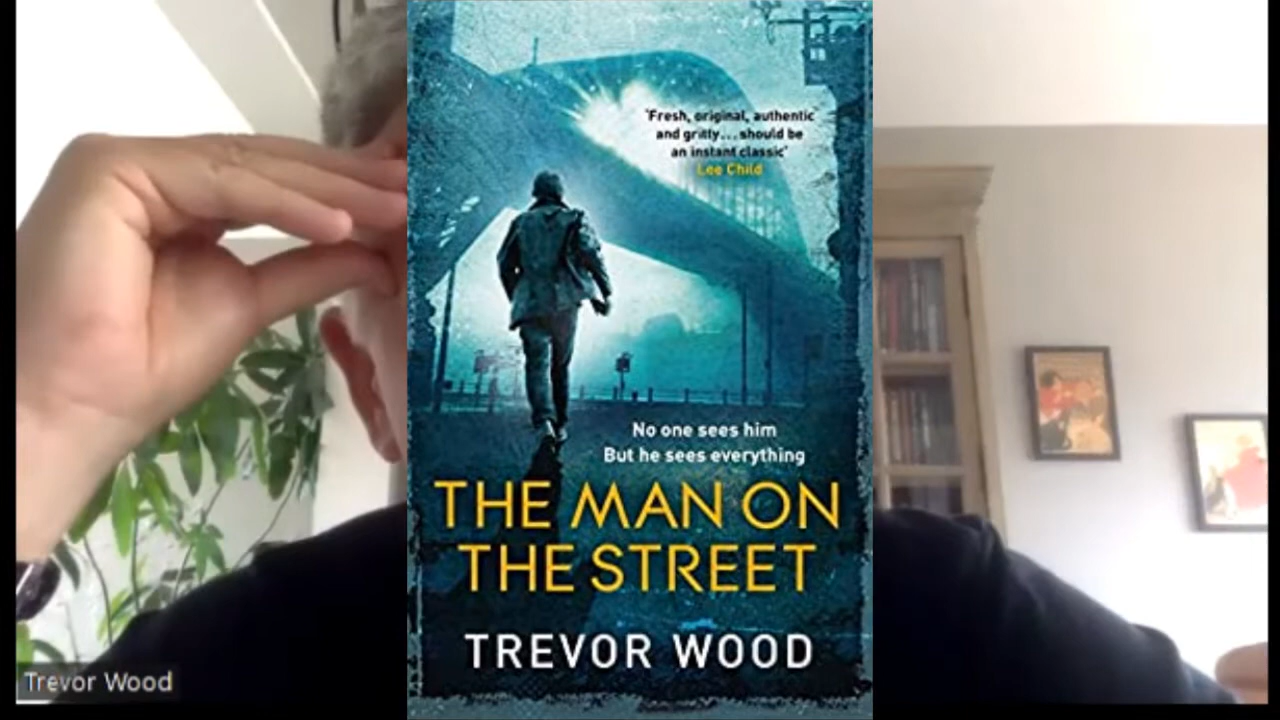 'Fresh, original, authentic
and gritty...should be
an instant classic'
Lee Child
No one sees him
But he sees everything
THE MAN ON
THE STREET
TREVOR WOOD
Trevor Wood